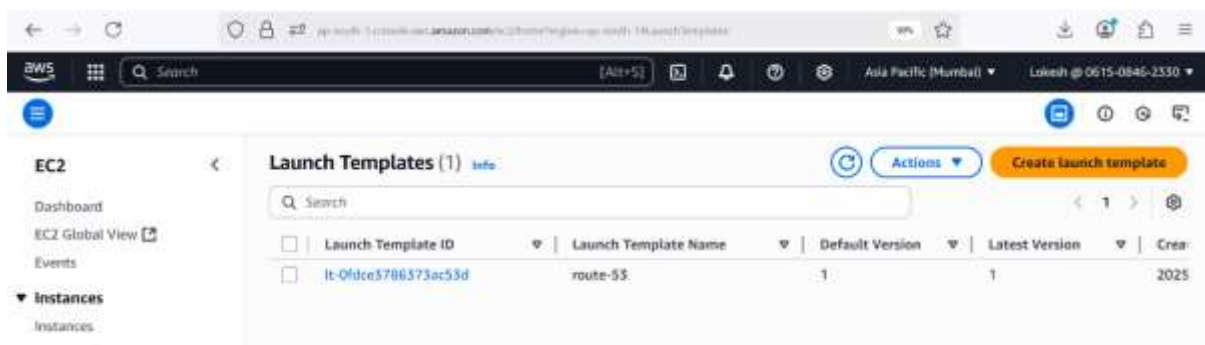 90%
aws
Search
[Alt+S]
Asia Pacific (Mumbai)
Lokesh @ 0615-0846-2330
EC2
Dashboard
EC2 Global View
Events
Instances
Instances
Launch Templates (1) Info
Actions
Create launch template
Search
1
Launch Template ID
Launch Template Name
Default Version
Latest Version
Crea
lt-0fdce3786373ac53d
route-53
1
1
2025